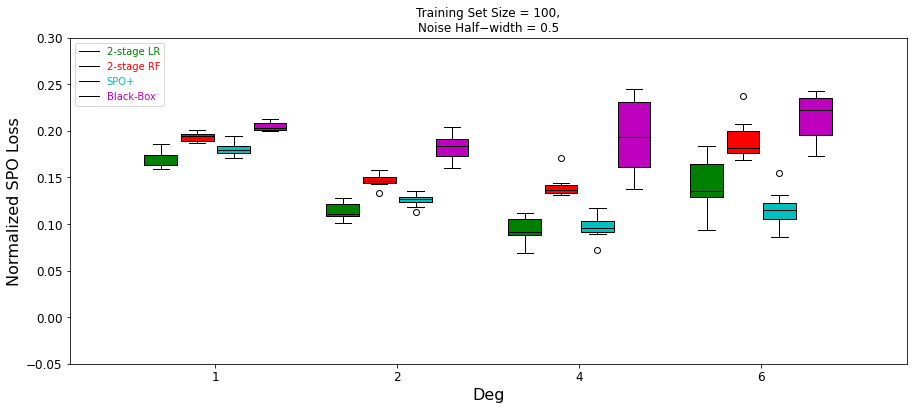 Training Set Size = 100,
Noise Half−width = 0.5
0.30
0.25
0.20
0.15
0.10
0.05
0.00
−0.05
Normalized SPO Loss
2-stage LR
2-stage RF
SPO+
Black-Box
1
2
4
6
Deg